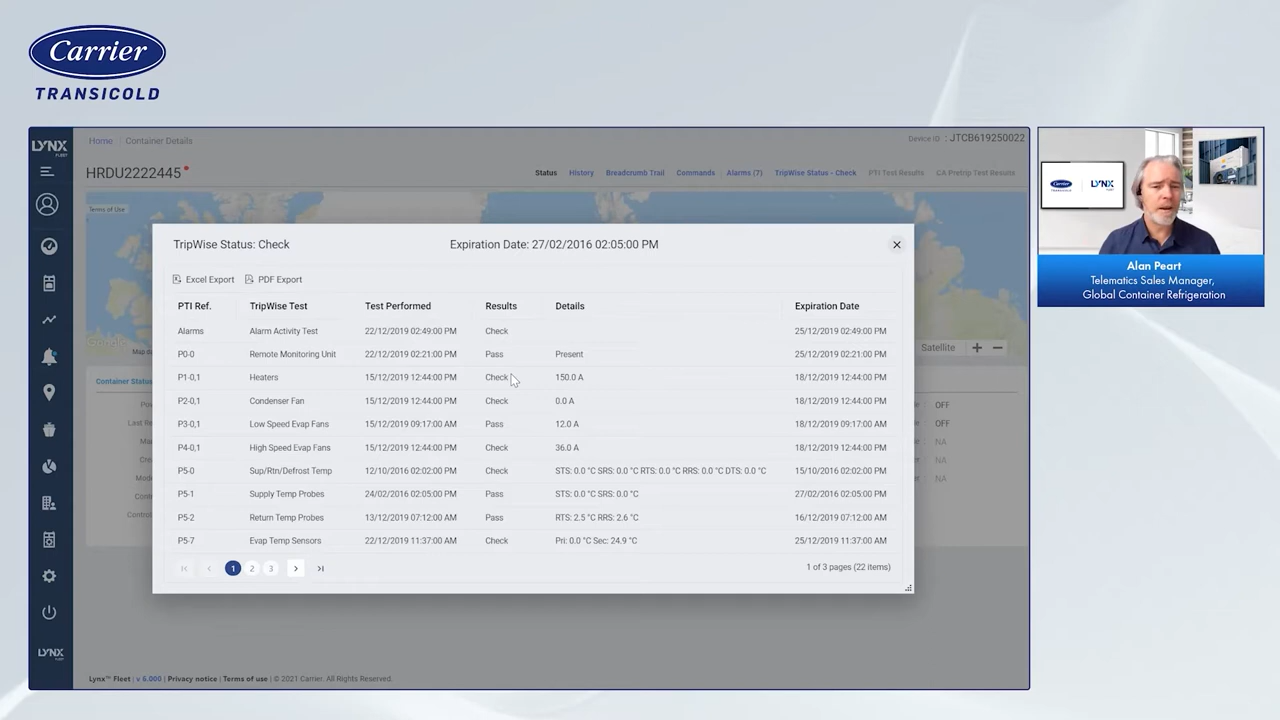 Carrier
TRANSICOLD
LYNX
FLEET
Home
Container Details
Device ID : JTCB619250022
HRDU2222445 *
Status
History
Breadcrumb Trail
Commands
Alarms (7)
TripWise Status - Check
PTI Test Results
CA Pretrip Test Results
Terms of Use
TripWise Status: Check
Expiration Date: 27/02/2016 02:05:00 PM
Excel Export
PDF Export
PTI Ref. TripWise Test Test Performed Results Details Expiration Date
Alarms Alarm Activity Test 22/12/2019 02:49:00 PM Check 25/12/2019 02:49:00 PM
P0-0 Remote Monitoring Unit 22/12/2019 02:21:00 PM Pass Present 25/12/2019 02:21:00 PM
P1-0,1 Heaters 15/12/2019 12:44:00 PM Check 150.0 A 18/12/2019 12:44:00 PM
P2-0,1 Condenser Fan 15/12/2019 12:44:00 PM Check 0.0 A 18/12/2019 12:44:00 PM
P3-0,1 Low Speed Evap Fans 15/12/2019 09:17:00 AM Pass 12.0 A 18/12/2019 09:17:00 AM
P4-0,1 High Speed Evap Fans 15/12/2019 12:44:00 PM Check 36.0 A 18/12/2019 12:44:00 PM
P5-0 Sup/Rtn/Defrost Temp 12/10/2016 02:02:00 PM Check STS: 0.0 °C SRS: 0.0 °C RTS: 0.0 °C RRS: 0.0 °C DTS: 0.0 °C 15/10/2016 02:02:00 PM
P5-1 Supply Temp Probes 24/02/2016 02:05:00 PM Pass STS: 0.0 °C SRS: 0.0 °C 27/02/2016 02:05:00 PM
P5-2 Return Temp Probes 13/12/2019 07:12:00 AM Pass RTS: 2.5 °C RRS: 2.6 °C 16/12/2019 07:12:00 AM
P5-7 Evap Temp Sensors 22/12/2019 11:37:00 AM Check Pri: 0.0 °C Sec: 24.9 °C 25/12/2019 11:37:00 AM
1 2 3
1 of 3 pages (22 items)
Google
Map da
Satellite
Container Status
OFF
OFF
NA
NA
NA
LYNX
Lynx™ Fleet | v 6.000 | Privacy notice | Terms of use | © 2021 Carrier. All Rights Reserved.
Carrier
LYNX
Alan Peart
Telematics Sales Manager,
Global Container Refrigeration